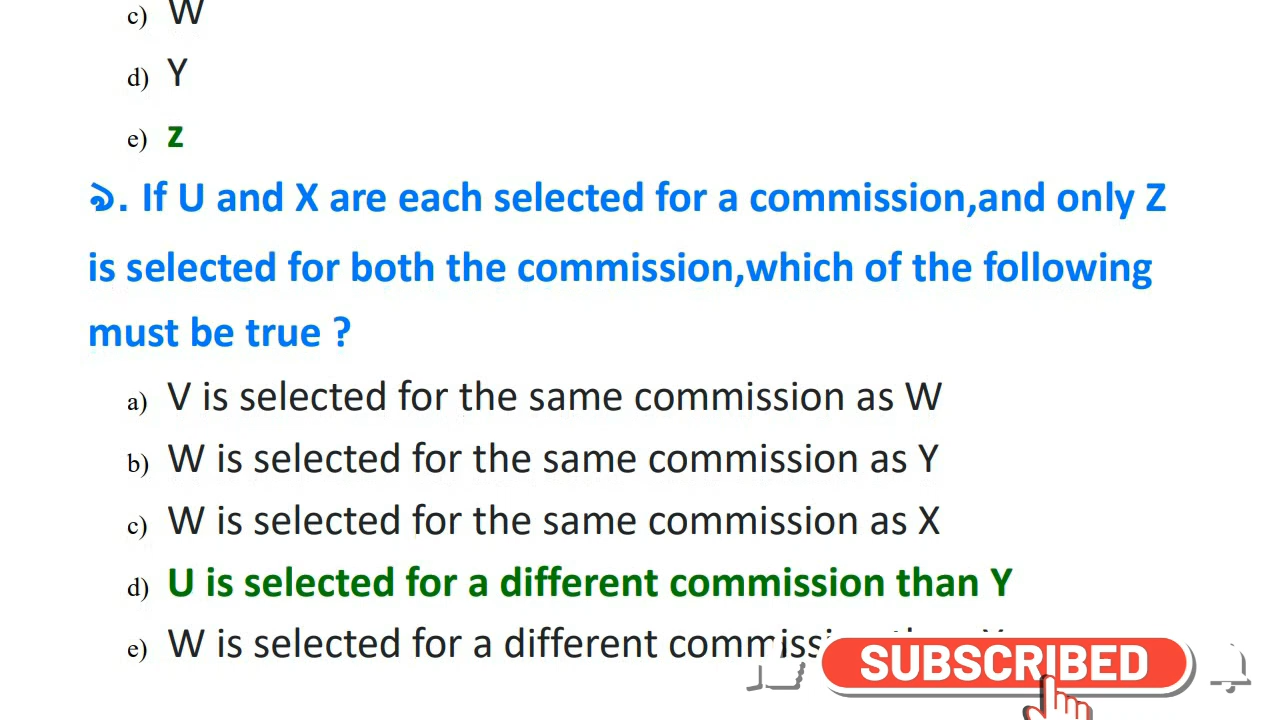 c) W
d) Y
e) z
৯. If U and X are each selected for a commission,and only Z
is selected for both the commission,which of the following
must be true ?
a) V is selected for the same commission as W
b) W is selected for the same commission as Y
c) W is selected for the same commission as X
d) U is selected for a different commission than Y
e) W is selected for a different
SUBSCRIBED